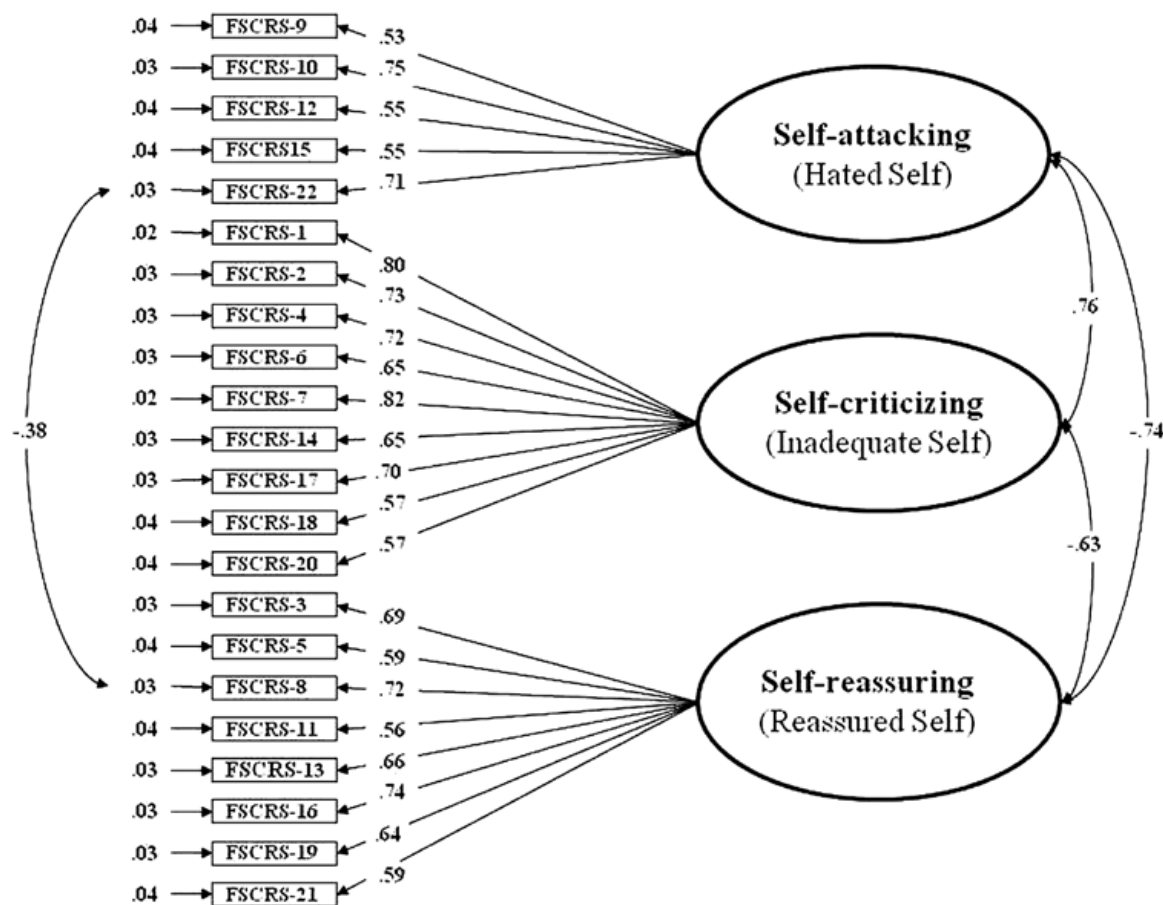 .04 FSCRS-9 .53
.03 FSCRS-10 .75
.04 FSCRS-12 .55
.04 FSCRS15 .55
.03 FSCRS-22 .71
.02 FSCRS-1 .80
.03 FSCRS-2 .73
.03 FSCRS-4 .72
.03 FSCRS-6 .65
.02 FSCRS-7 .82
.03 FSCRS-14 .65
.03 FSCRS-17 .70
.04 FSCRS-18 .57
.04 FSCRS-20 .57
.03 FSCRS-3 .69
.04 FSCRS-5 .59
.03 FSCRS-8 .72
.04 FSCRS-11 .56
.03 FSCRS-13 .66
.03 FSCRS-16 .74
.03 FSCRS-19 .64
.04 FSCRS-21 .59
-.38
Self-attacking
(Hated Self)
Self-criticizing
(Inadequate Self)
Self-reassuring
(Reassured Self)
.76
-.74
-.63